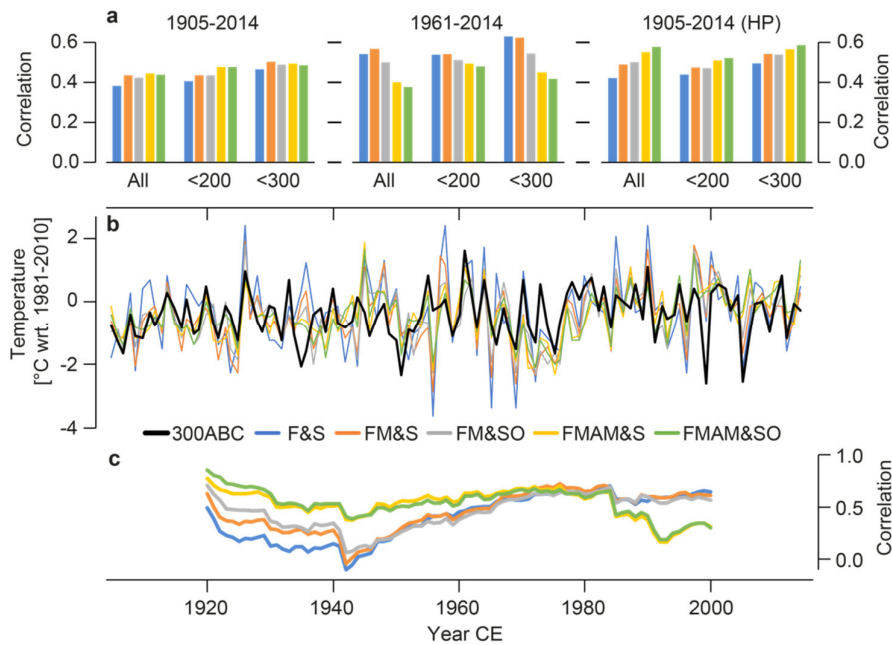 a
1905-2014
1961-2014
1905-2014 (HP)
Correlation
0.6
0.4
0.2
0.0
All
<200
<300
All
<200
<300
All
<200
<300
0.6
0.4
0.2
0.0
Correlation
b
Temperature
[°C wrt. 1981-2010]
2
0
-2
-4
300ABC F&S FM&S FM&SO FMAM&S FMAM&SO
c
1.0
0.5
0.0
Correlation
1920 1940 1960 1980 2000
Year CE